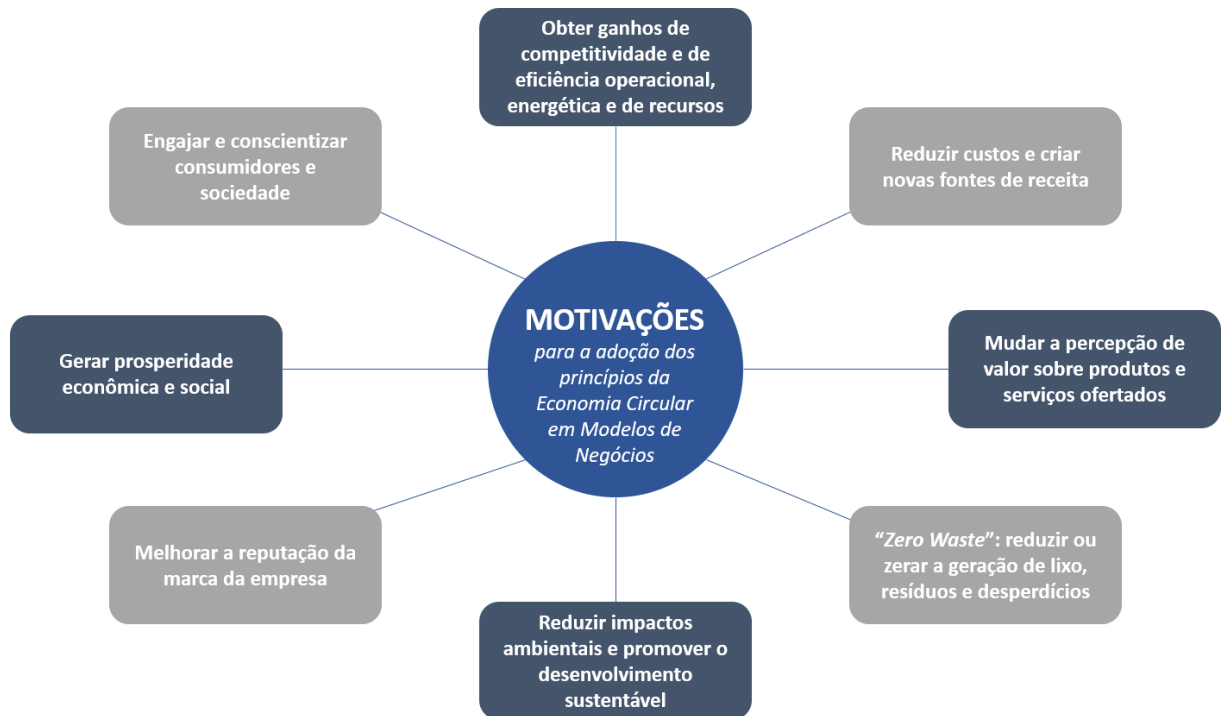 Obter ganhos de
competitividade e de
eficiência operacional,
energética e de recursos
Engajar e conscientizar
consumidores e
sociedade
Reduzir custos e criar
novas fontes de receita
MOTIVAÇÕES
para a adoção dos
princípios da
Economia Circular
em Modelos de
Negócios
Gerar prosperidade
econômica e social
Mudar a percepção de
valor sobre produtos e
serviços ofertados
Melhorar a reputação da
marca da empresa
“Zero Waste”: reduzir ou
zerar a geração de lixo,
resíduos e desperdícios
Reduzir impactos
ambientais e promover o
desenvolvimento
sustentável